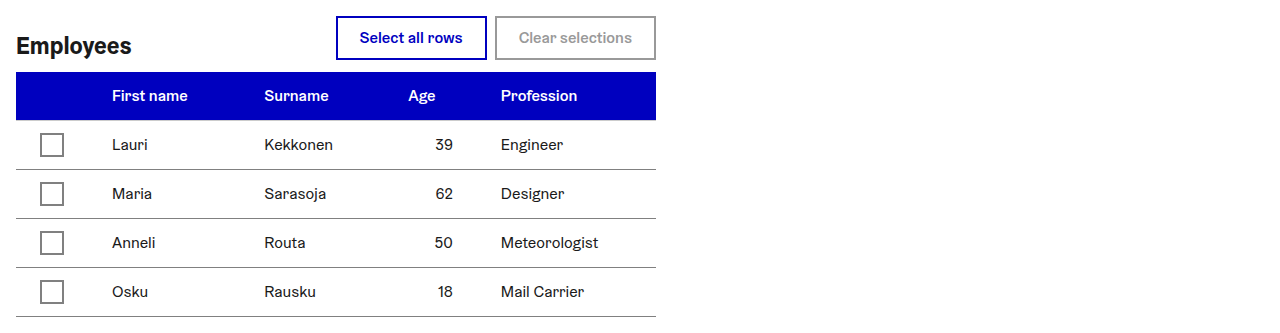 Employees Select all rows Clear selections
First name Surname Age Profession
Lauri Kekkonen 39 Engineer
Maria Sarasoja 62 Designer
Anneli Routa 50 Meteorologist
Osku Rausku 18 Mail Carrier